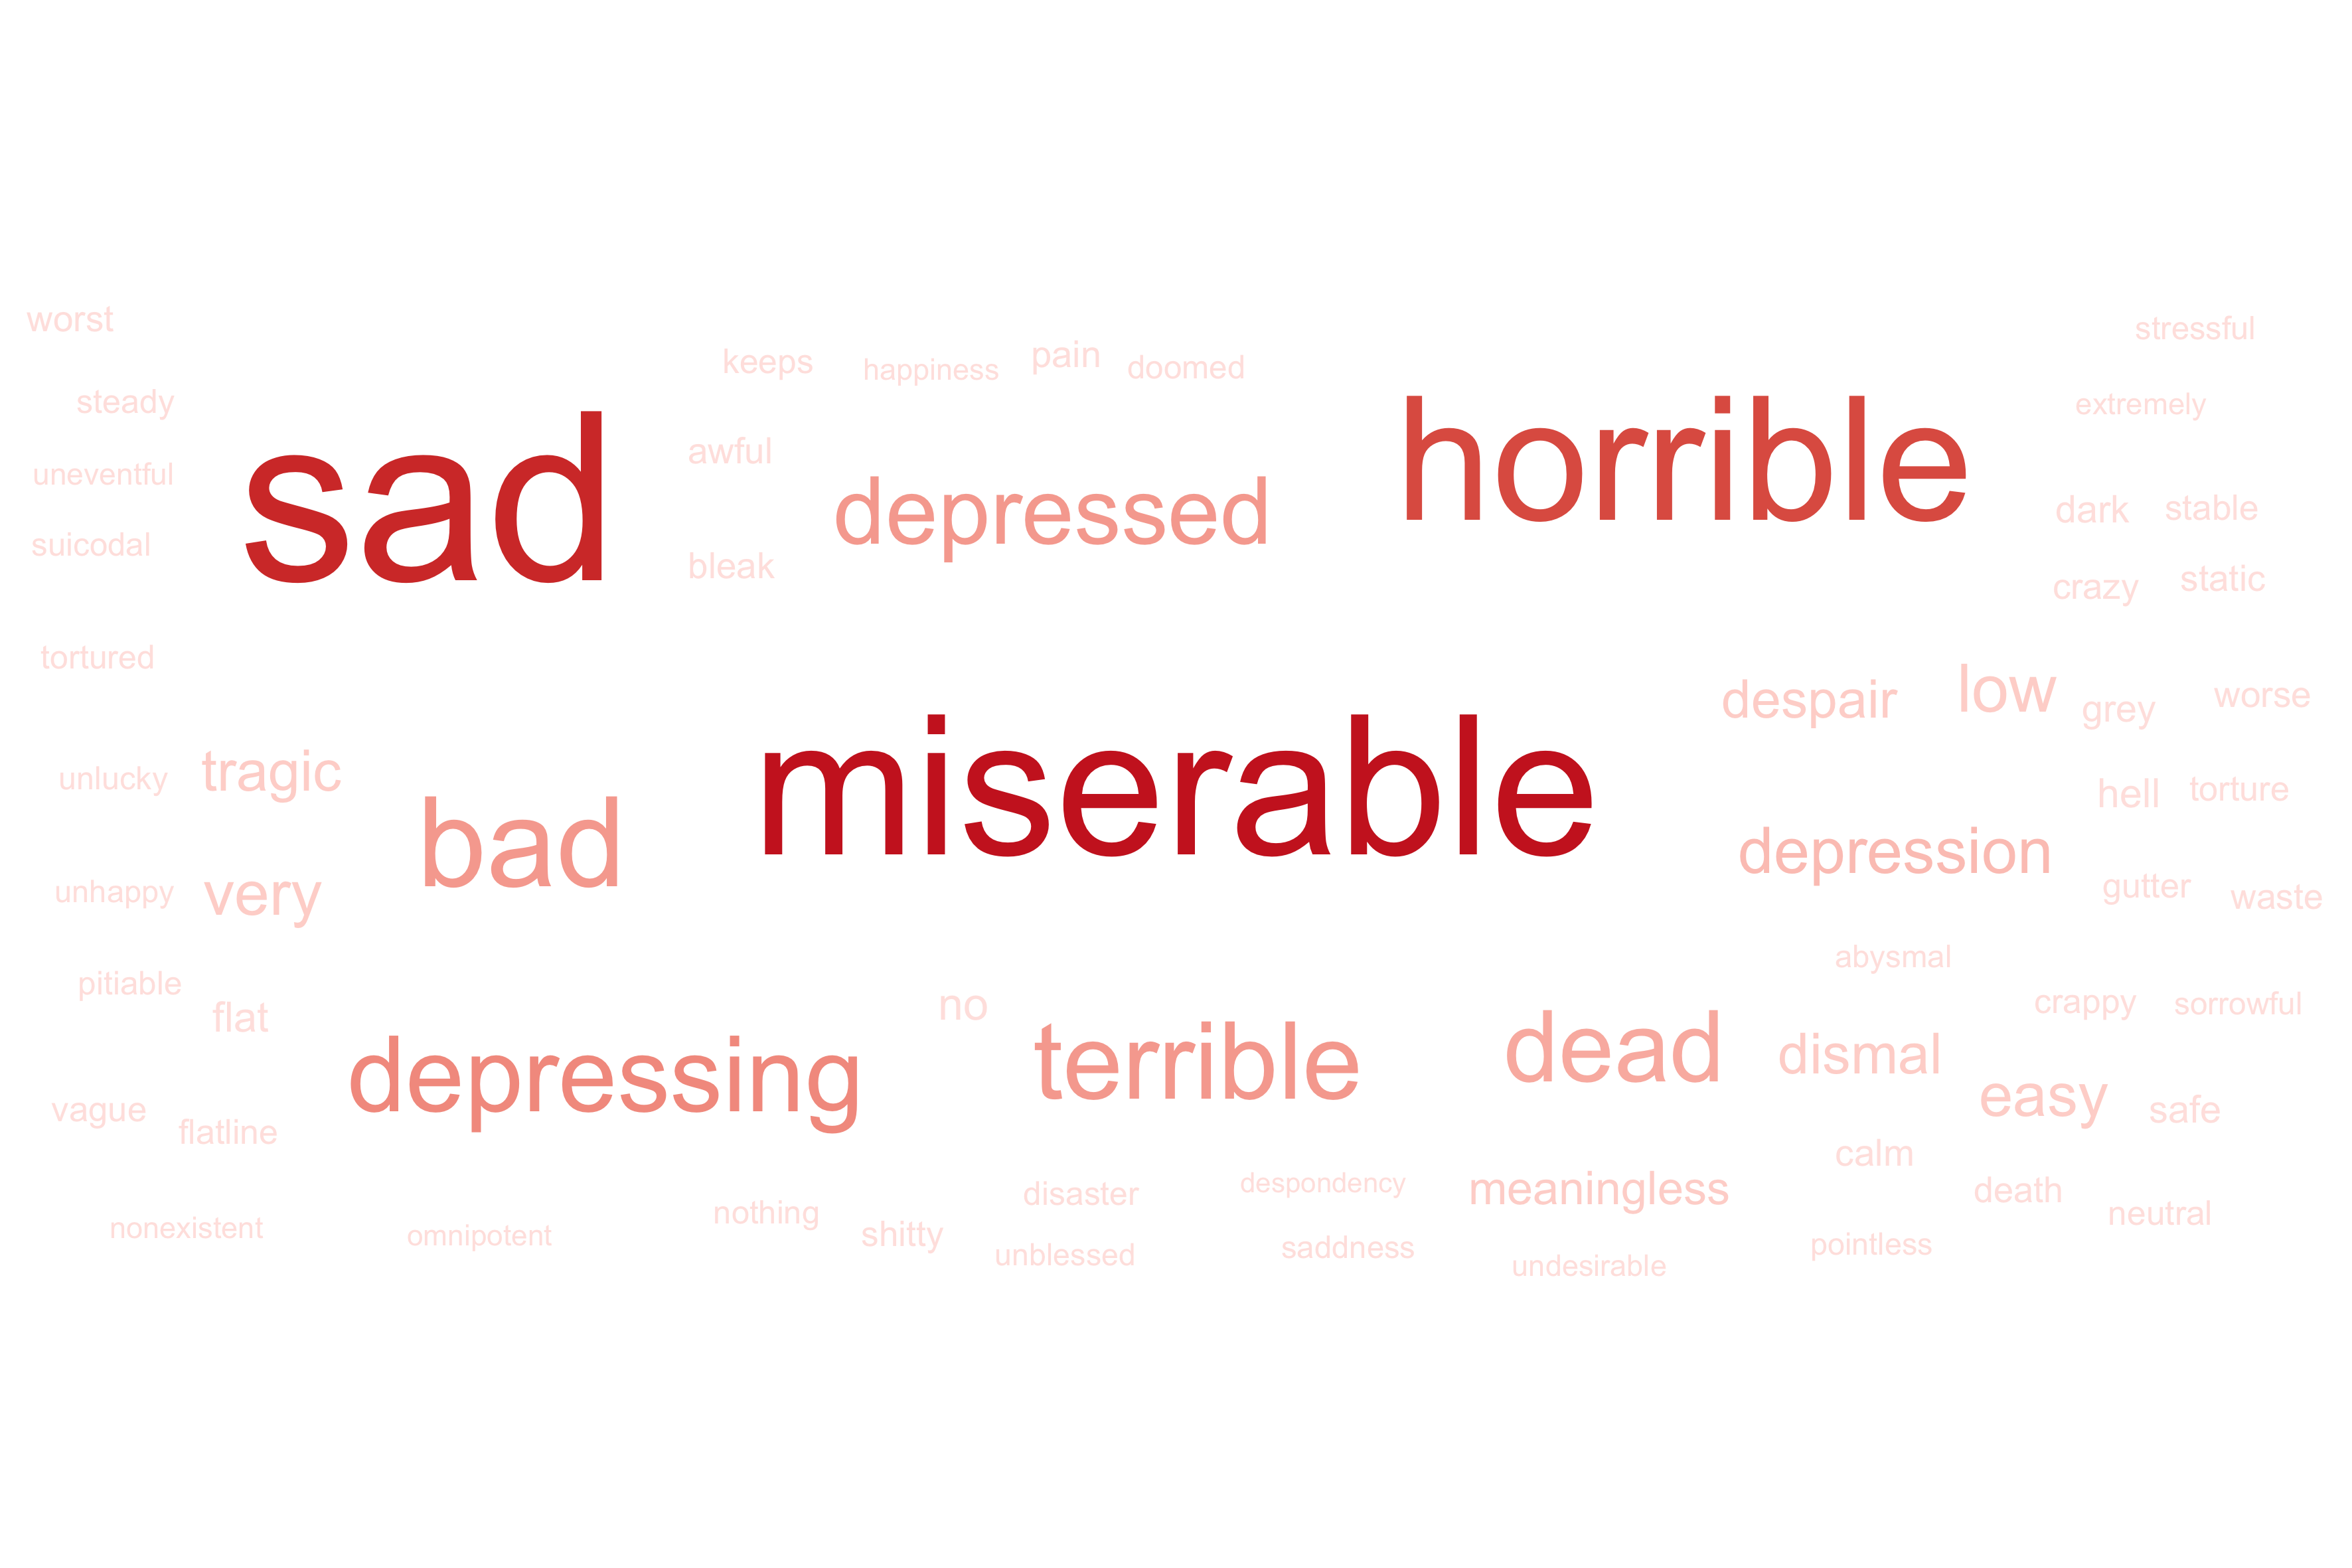 worst
stressful
keeps
happiness
pain
doomed
steady
extremely
sad
horrible
awful
depressed
uneventful
dark
stable
suicodal
bleak
crazy
static
tortured
despair
low
grey
worse
unlucky
tragic
miserable
hell
torture
bad
depression
unhappy
very
gutter
waste
abysmal
pitiable
flat
no
crappy
sorrowful
depressing
terrible
dead
dismal
easy
safe
vague
flatline
calm
disaster
despondency
meaningless
death
neutral
nonexistent
omnipotent
nothing
shitty
unblessed
saddness
undesirable
pointless